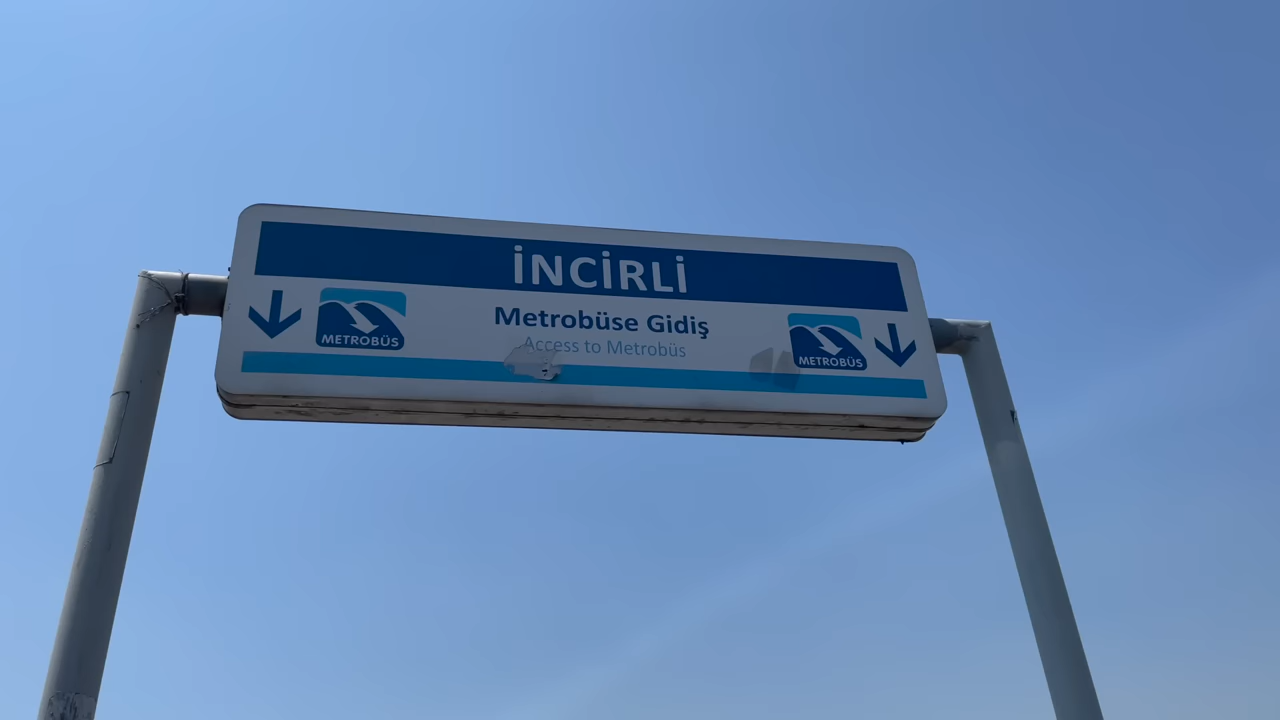 İNCİRLİ
Metrobüse Gidiş
Access to Metrobüs
METROBÜS
METROBÜS